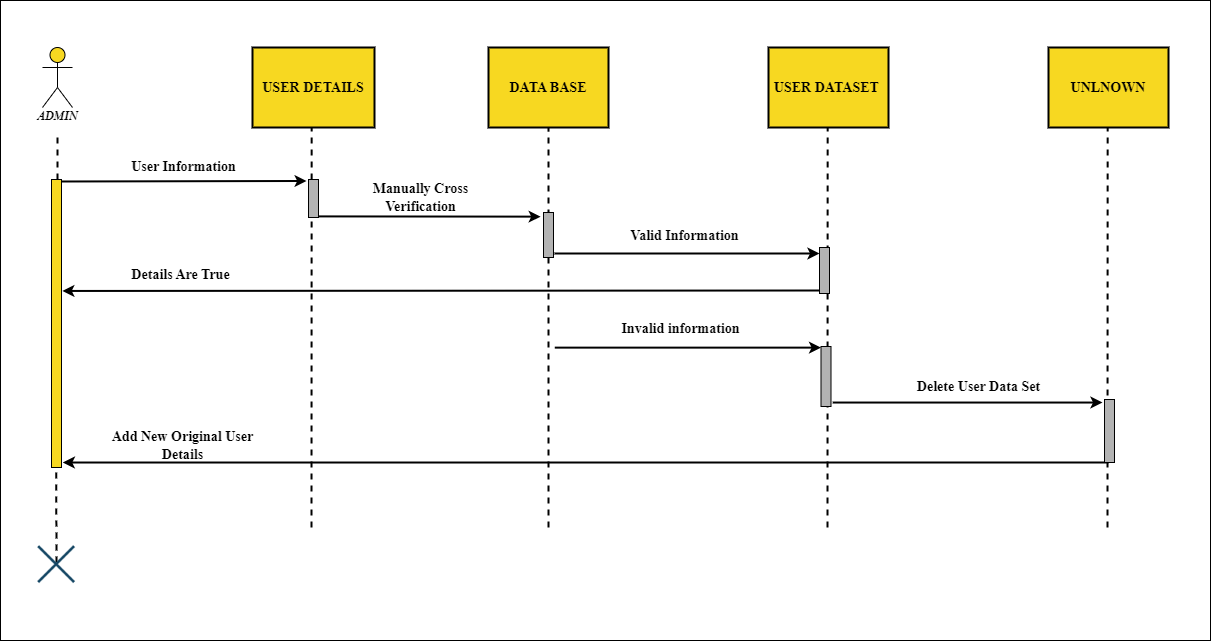 ADMIN
USER DETAILS
DATA BASE
USER DATASET
UNLNOWN
User Information
Manually Cross
Verification
Valid Information
Details Are True
Invalid information
Delete User Data Set
Add New Original User
Details